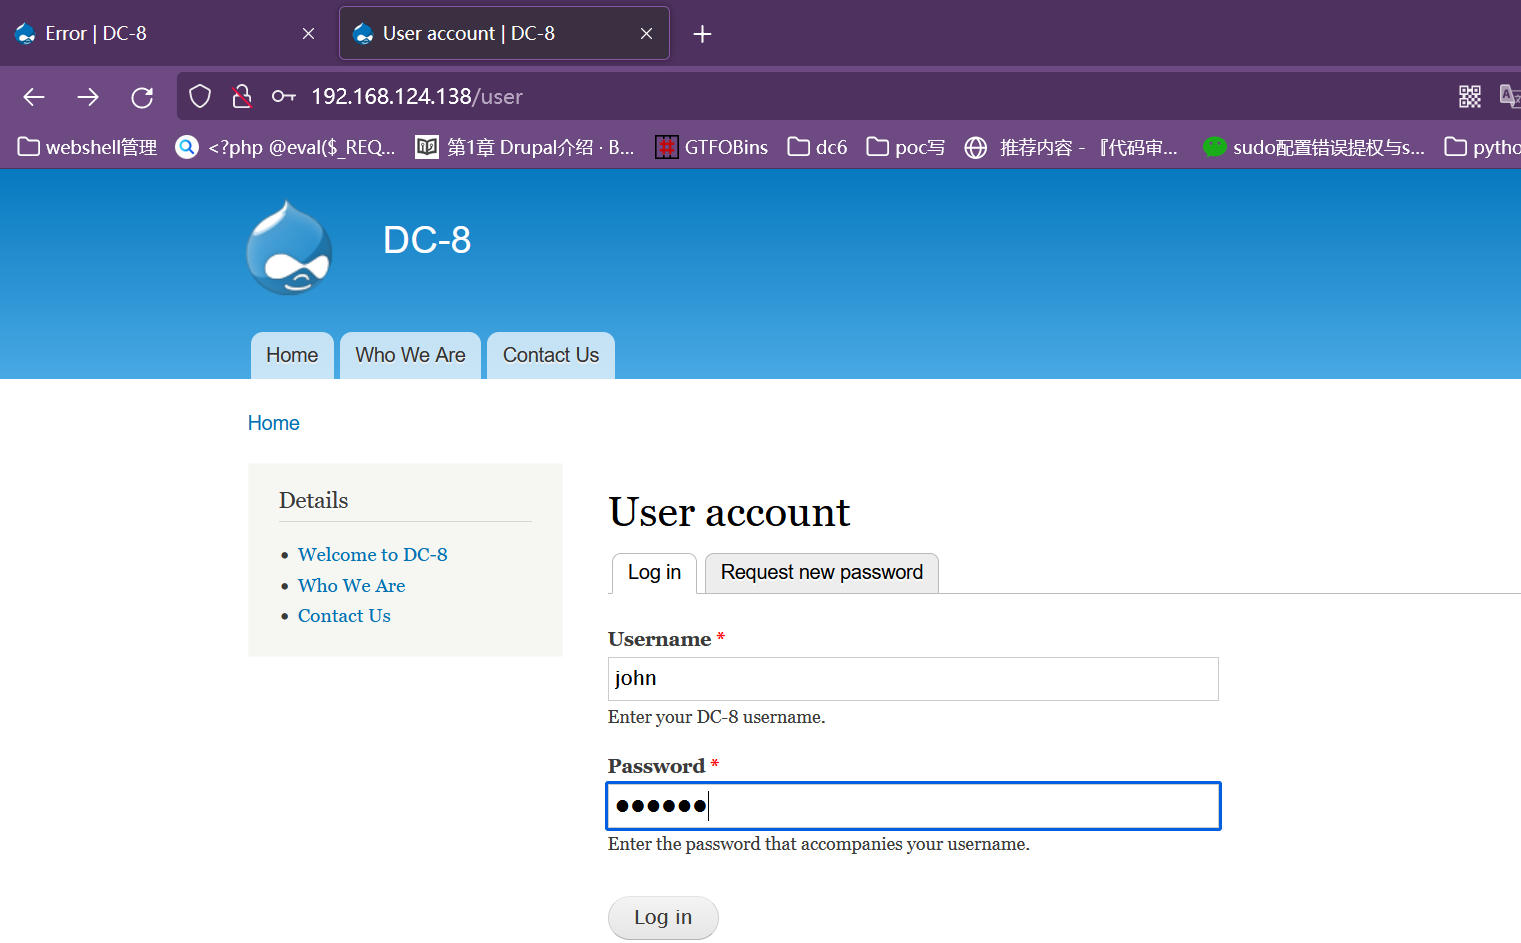 Error | DC-8
User account | DC-8
192.168.124.138/user
webshell管理 <?php @eval($_REQ... 第1章 Drupal介绍 · B... GTFOBins dc6 poc写 推荐内容 - 『代码审... sudo配置错误提权与s... pytho
DC-8
Home Who We Are Contact Us
Home
Details
Welcome to DC-8
Who We Are
Contact Us
User account
Log in Request new password
Username *
john
Enter your DC-8 username.
Password *
●●●●●●
Enter the password that accompanies your username.
Log in